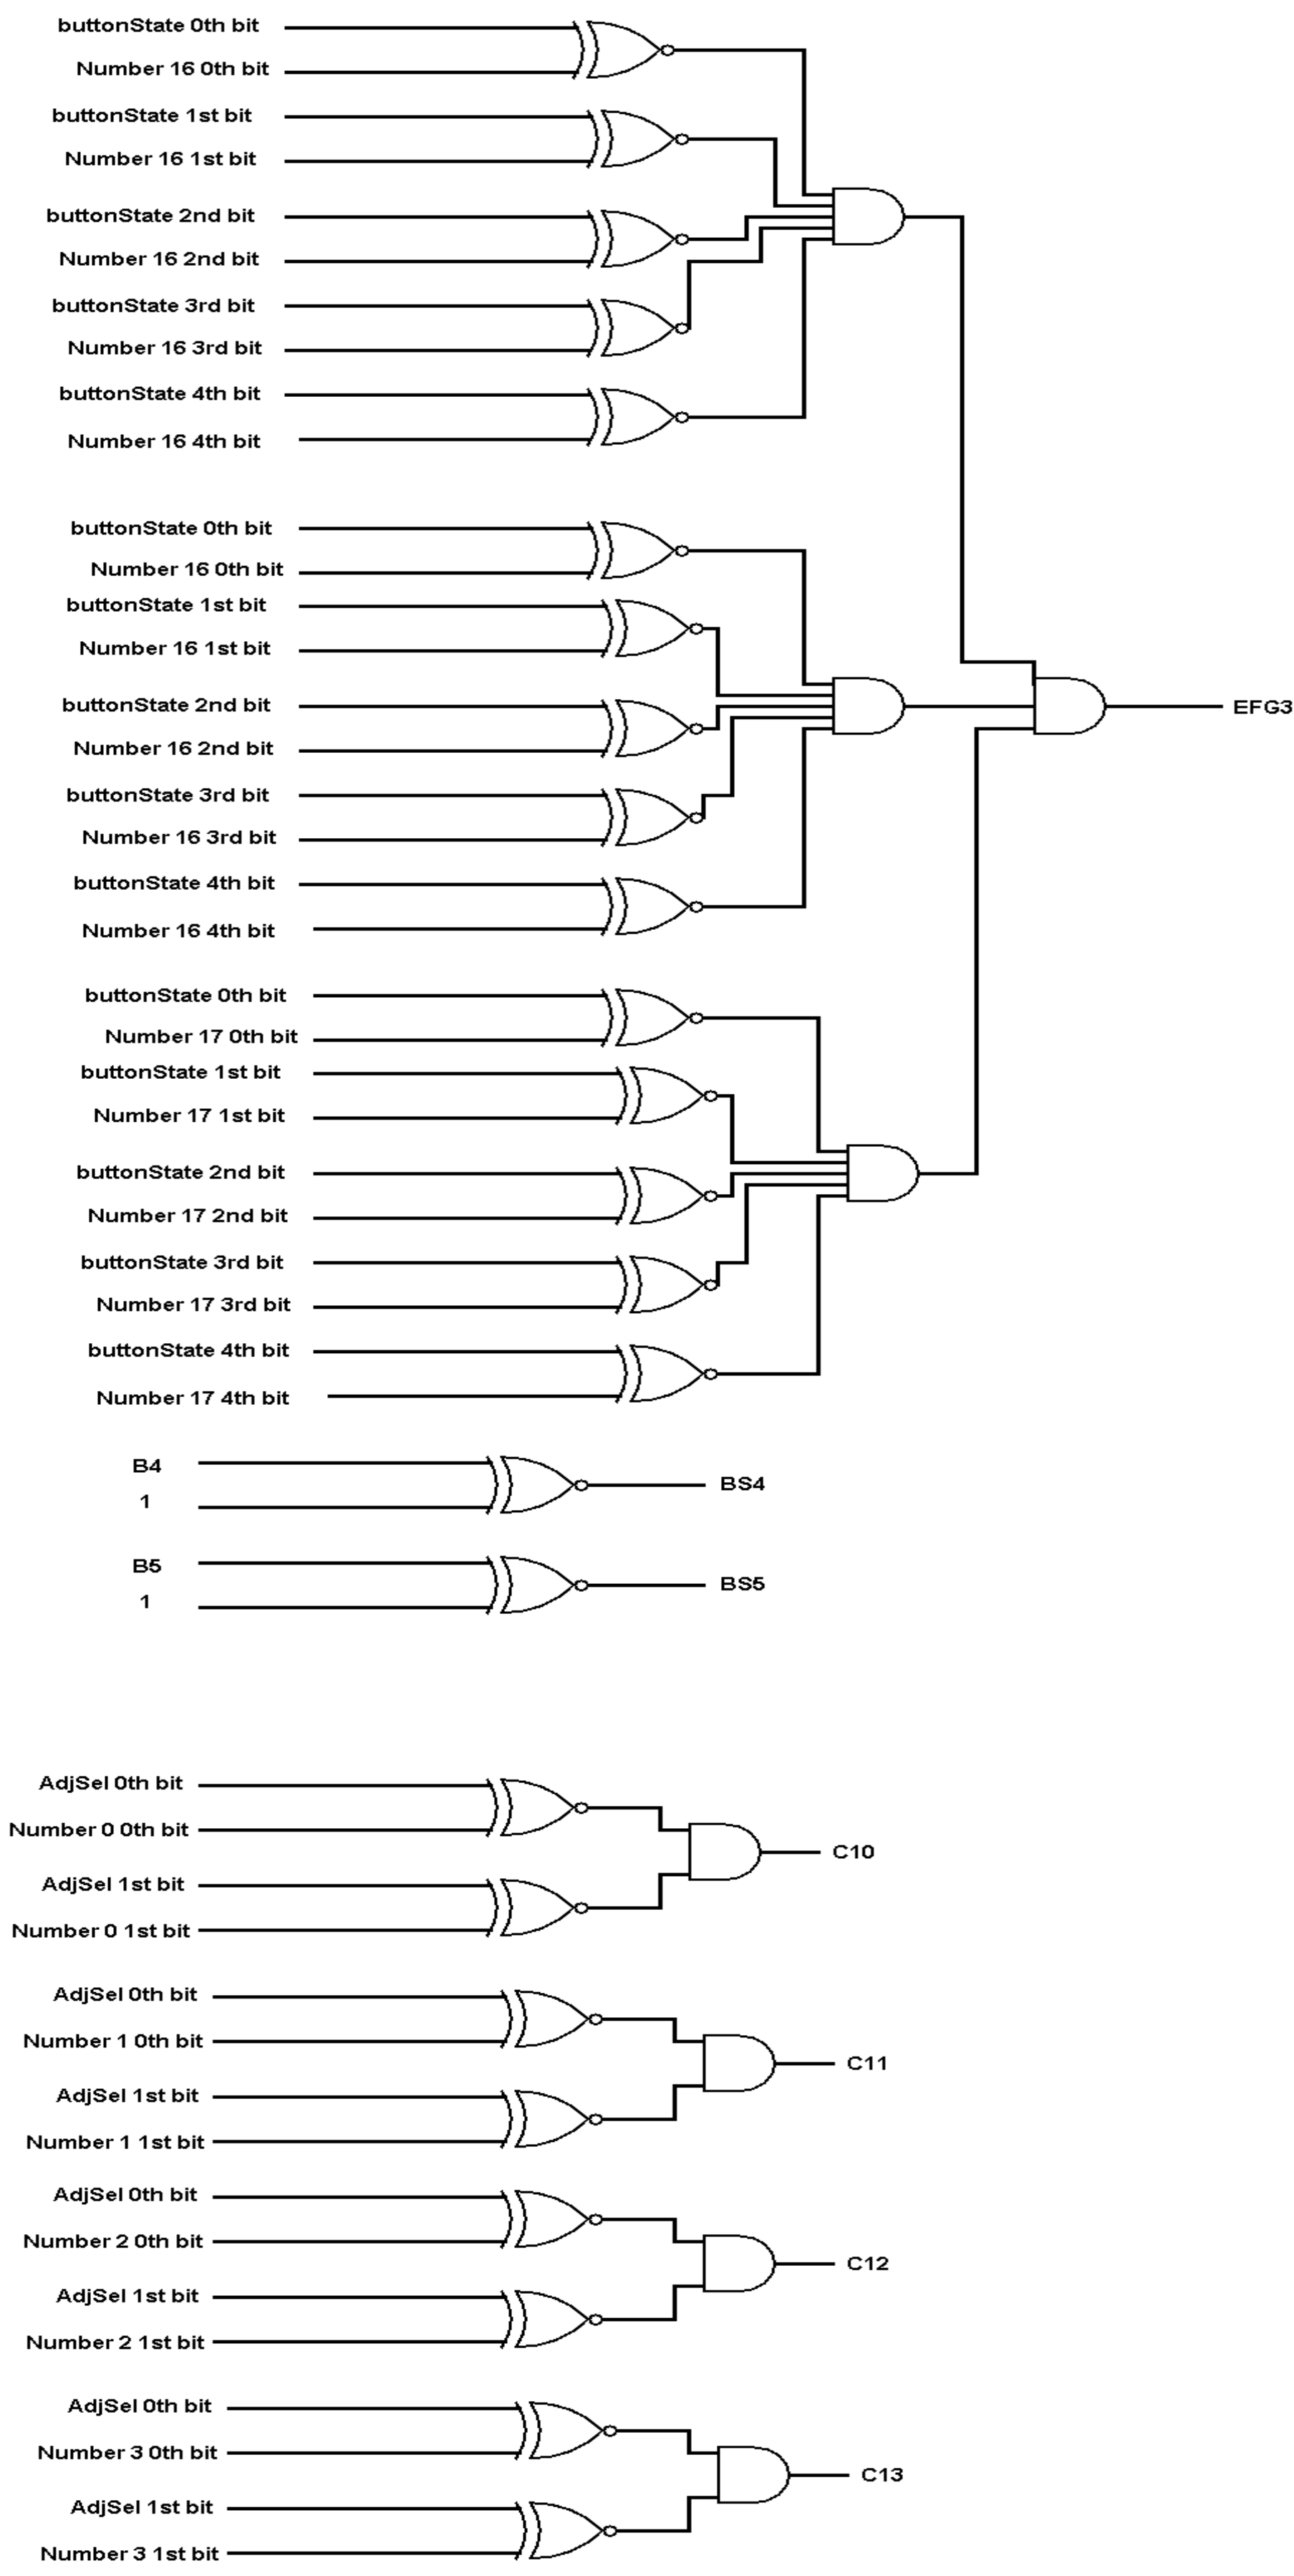 buttonState 0th bit
Number 16 0th bit
buttonState 1st bit
Number 16 1st bit
buttonState 2nd bit
Number 16 2nd bit
buttonState 3rd bit
Number 16 3rd bit
buttonState 4th bit
Number 16 4th bit
buttonState 0th bit
Number 16 0th bit
buttonState 1st bit
Number 16 1st bit
buttonState 2nd bit
EFG3
Number 16 2nd bit
buttonState 3rd bit
Number 16 3rd bit
buttonState 4th bit
Number 16 4th bit
buttonState 0th bit
Number 17 0th bit
buttonState 1st bit
Number 17 1st bit
buttonState 2nd bit
Number 17 2nd bit
buttonState 3rd bit
Number 17 3rd bit
buttonState 4th bit
Number 17 4th bit
B4
BS4
1
B5
BS5
1
AdjSel 0th bit
Number 0 0th bit
C10
AdjSel 1st bit
Number 0 1st bit
AdjSel 0th bit
Number 1 0th bit
C11
AdjSel 1st bit
Number 1 1st bit
AdjSel 0th bit
Number 2 0th bit
C12
AdjSel 1st bit
Number 2 1st bit
AdjSel 0th bit
Number 3 0th bit
C13
AdjSel 1st bit
Number 3 1st bit